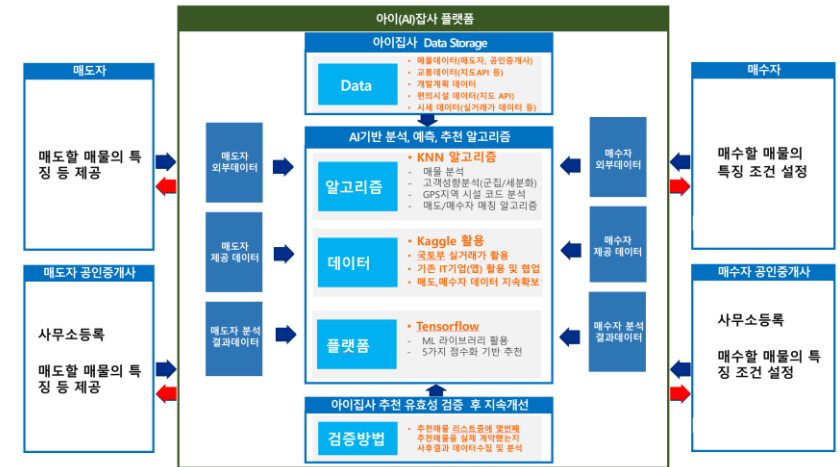 아이(AI)잡사 플랫폼
아이집사 Data Storage
Data
• 매물데이터(매도자, 공인중개사)
• 교통데이터(지도API 등)
• 개발계획 데이터
• 편의시설 데이터(지도 API)
• 시세 데이터(실거래가 데이터 등)
매도자
매도할 매물의 특
징 등 제공
매도자 공인중개사
사무소등록
매도할 매물의 특
징 등 제공
매도자
외부데이터
매도자
제공 데이터
매도자 분석
결과데이터
AI기반 분석, 예측, 추천 알고리즘
알고리즘
• KNN 알고리즘
- 매물 분석
- 고객성향분석(군집/세분화)
- GPS지역 시설 코드 분석
- 매도/매수자 매칭 알고리즘
데이터
• Kaggle 활용
• 국토부 실거래가 활용
• 기존 IT기업(앱) 활용 및 협업
• 매도,매수자 데이터 지속확보
플랫폼
• Tensorflow
- ML 라이브러리 활용
- 5가지 점수화 기반 추천
아이집사 추천 유효성 검증 후 지속개선
검증방법
• 추천매물 리스트중에 몇번째
추천매물을 실제 계약했는지
사후결과 데이터수집 및 분석
매수자
외부데이터
매수자
제공 데이터
매수자 분석
결과데이터
매수자
매수할 매물의
특징 조건 설정
매수자 공인중개사
사무소등록
매수할 매물의 특
징 조건 설정